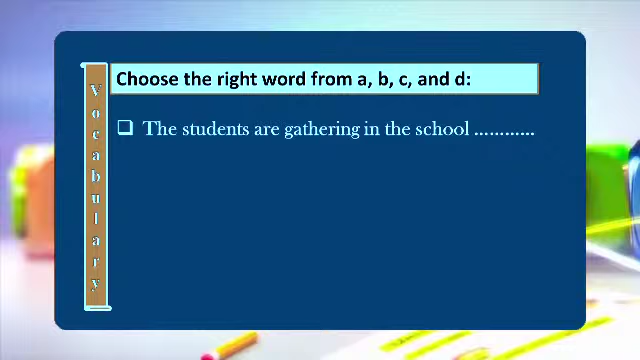 Choose the right word from a, b, c, and d:
Vocabulary
❑ The students are gathering in the school ............